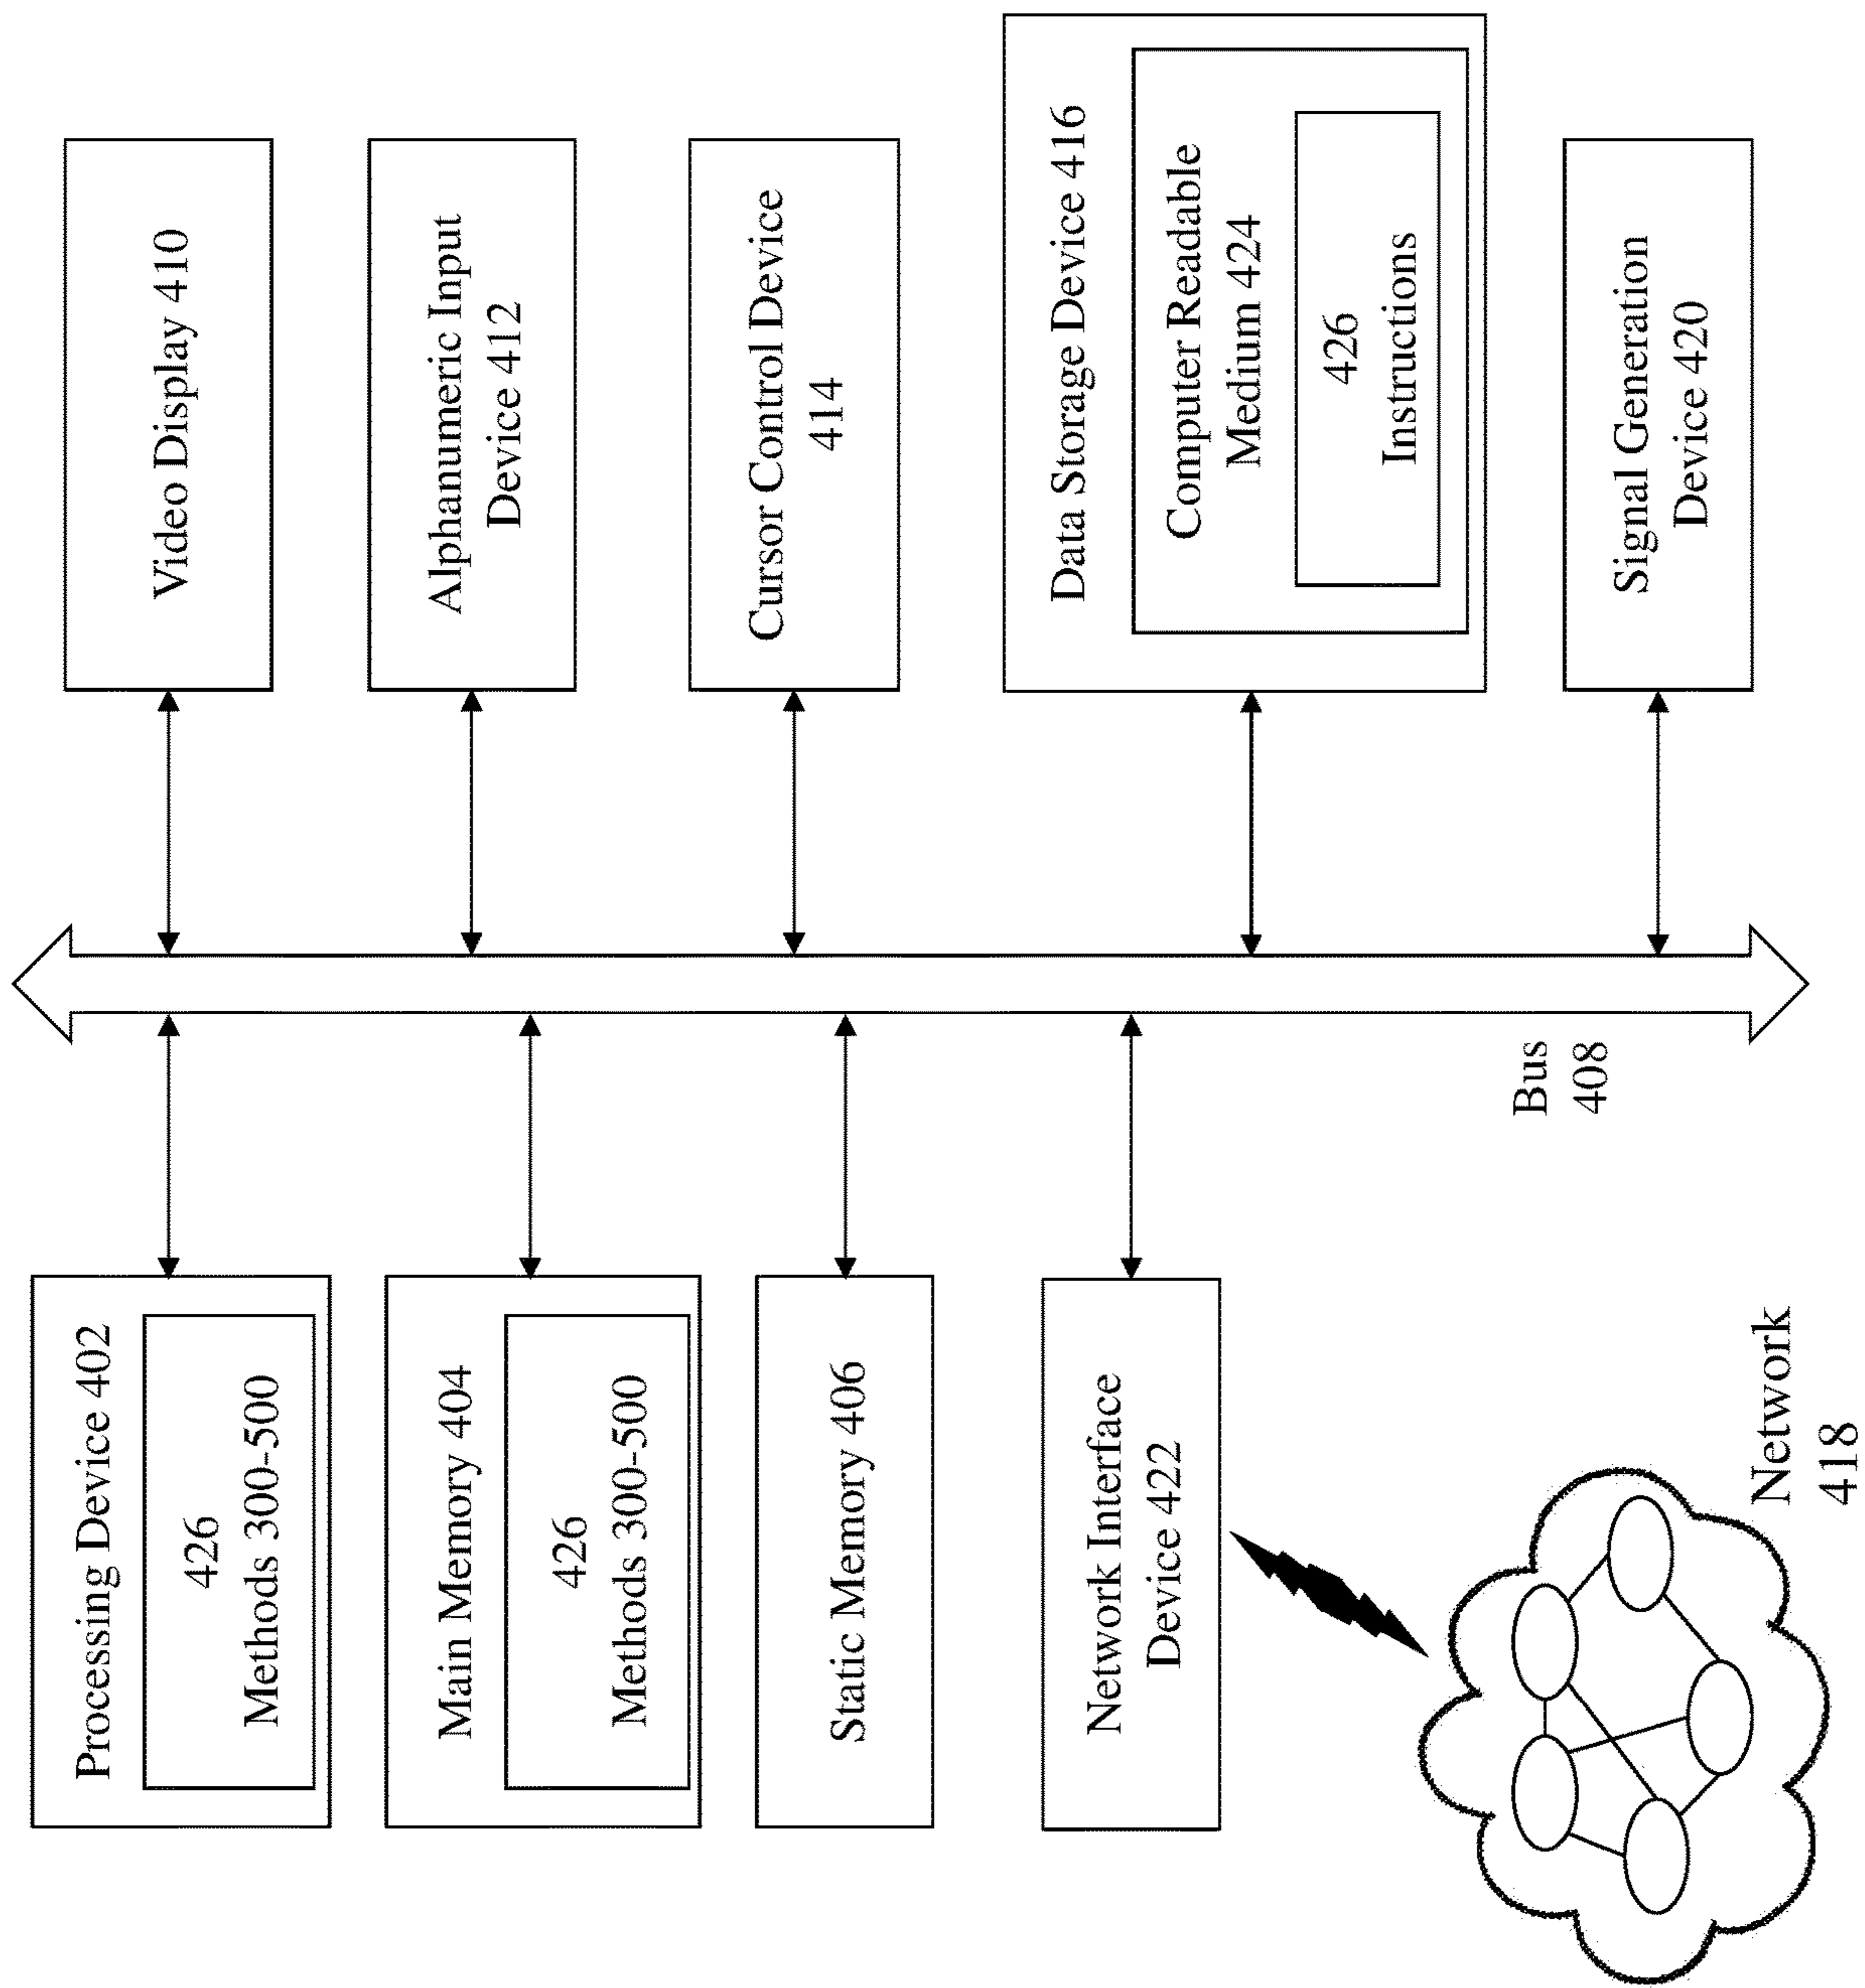 Processing Device 402
426
Methods 300-500
Main Memory 404
426
Methods 300-500
Static Memory 406
Network Interface
Device 422
Network
418
Bus
408
Video Display 410
Alphanumeric Input
Device 412
Cursor Control Device
414
Data Storage Device 416
Computer Readable
Medium 424
426
Instructions
Signal Generation
Device 420